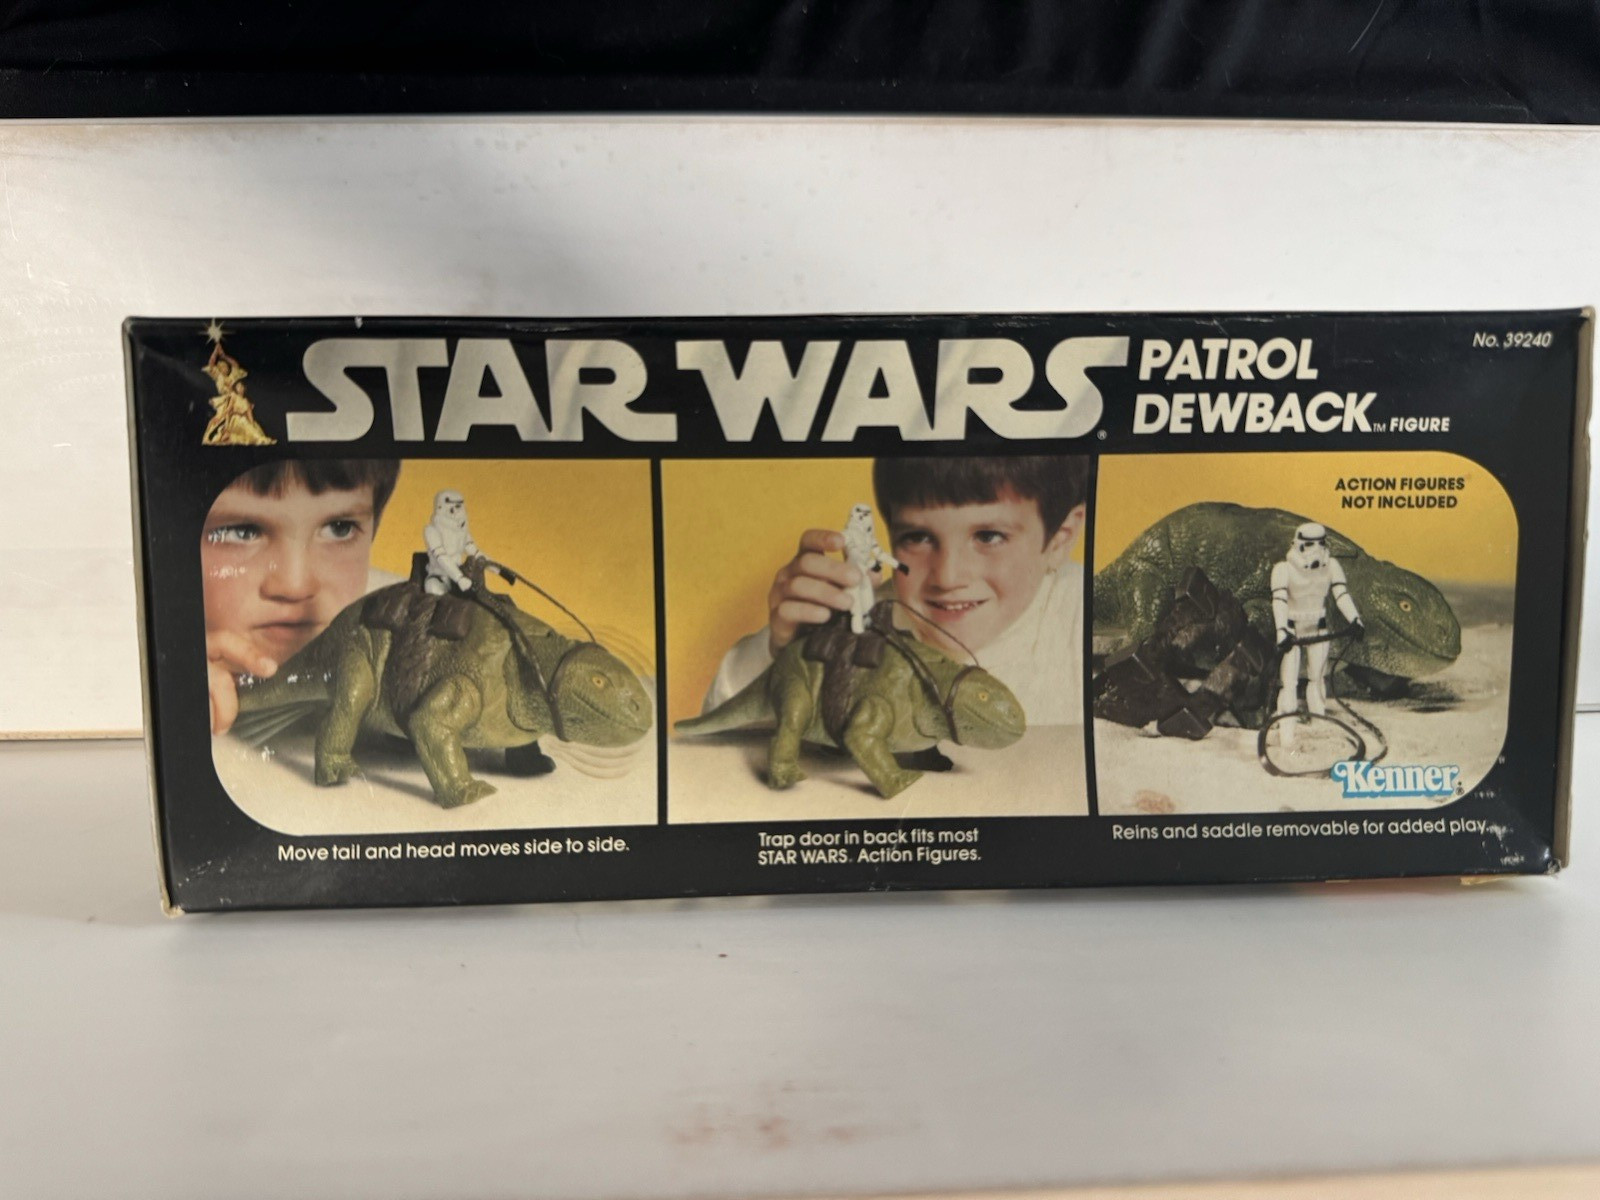 STAR WARS®
PATROL
DEWBACK™ FIGURE
No. 39240
ACTION FIGURES
NOT INCLUDED
Kenner®
Move tail and head moves side to side.
Trap door in back fits most
STAR WARS® Action Figures.
Reins and saddle removable for added play.